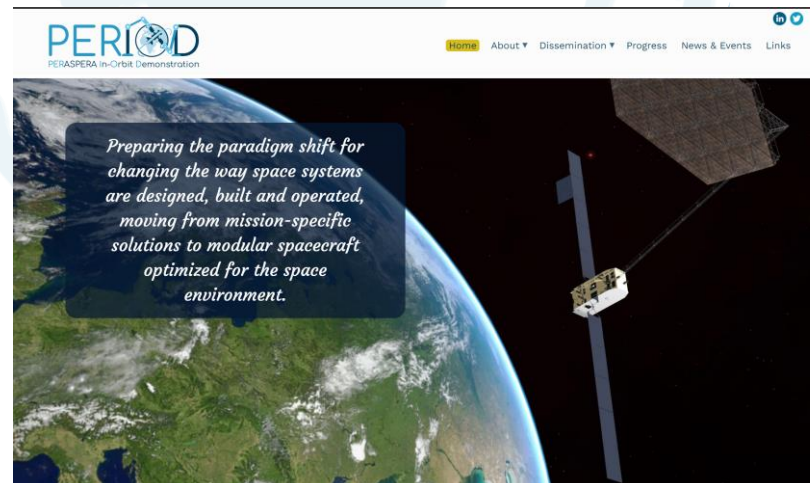 in
PERIOD
PERASPERA In-Orbit Demonstration
Home About ▾ Dissemination ▾ Progress News & Events Links
Preparing the paradigm shift for
changing the way space systems
are designed, built and operated,
moving from mission-specific
solutions to modular spacecraft
optimized for the space
environment.